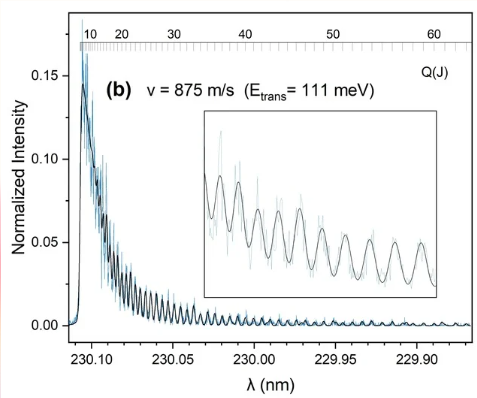 10 20 30 40 50 60
Q(J)
(b) v = 875 m/s (Etrans= 111 meV)
Normalized Intensity
0.15
0.10
0.05
0.00
230.10 230.05 230.00 229.95 229.90
λ (nm)